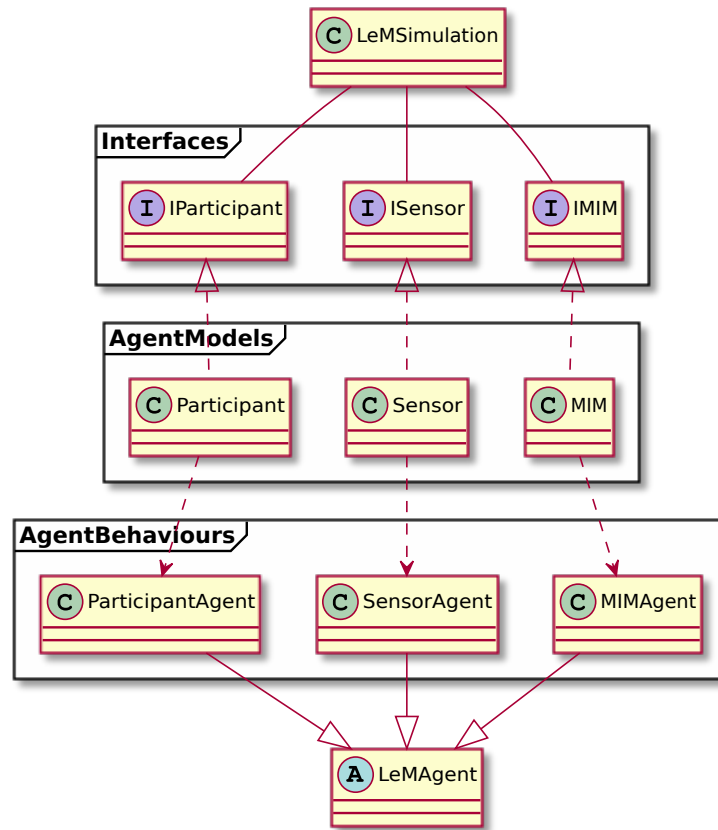 C LeMSimulation
Interfaces
I IParticipant
I ISensor
I IMIM
AgentModels
C Participant
C Sensor
C MIM
AgentBehaviours
C ParticipantAgent
C SensorAgent
C MIMAgent
A LeMAgent